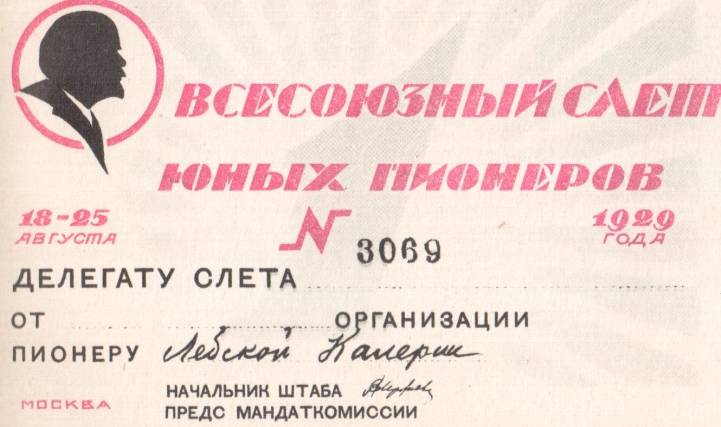 ВСЕСОЮЗНЫЙ СЛЕТ
ЮНЫХ ПИОНЕРОВ
18-25
АВГУСТА
N 3069
1929
ГОДА
ДЕЛЕГАТУ СЛЕТА
ОТ ОРГАНИЗАЦИИ
ПИОНЕРУ Лебской Калерии
НАЧАЛЬНИК ШТАБА
ПРЕДС МАНДАТКОМИССИИ
МОСКВА